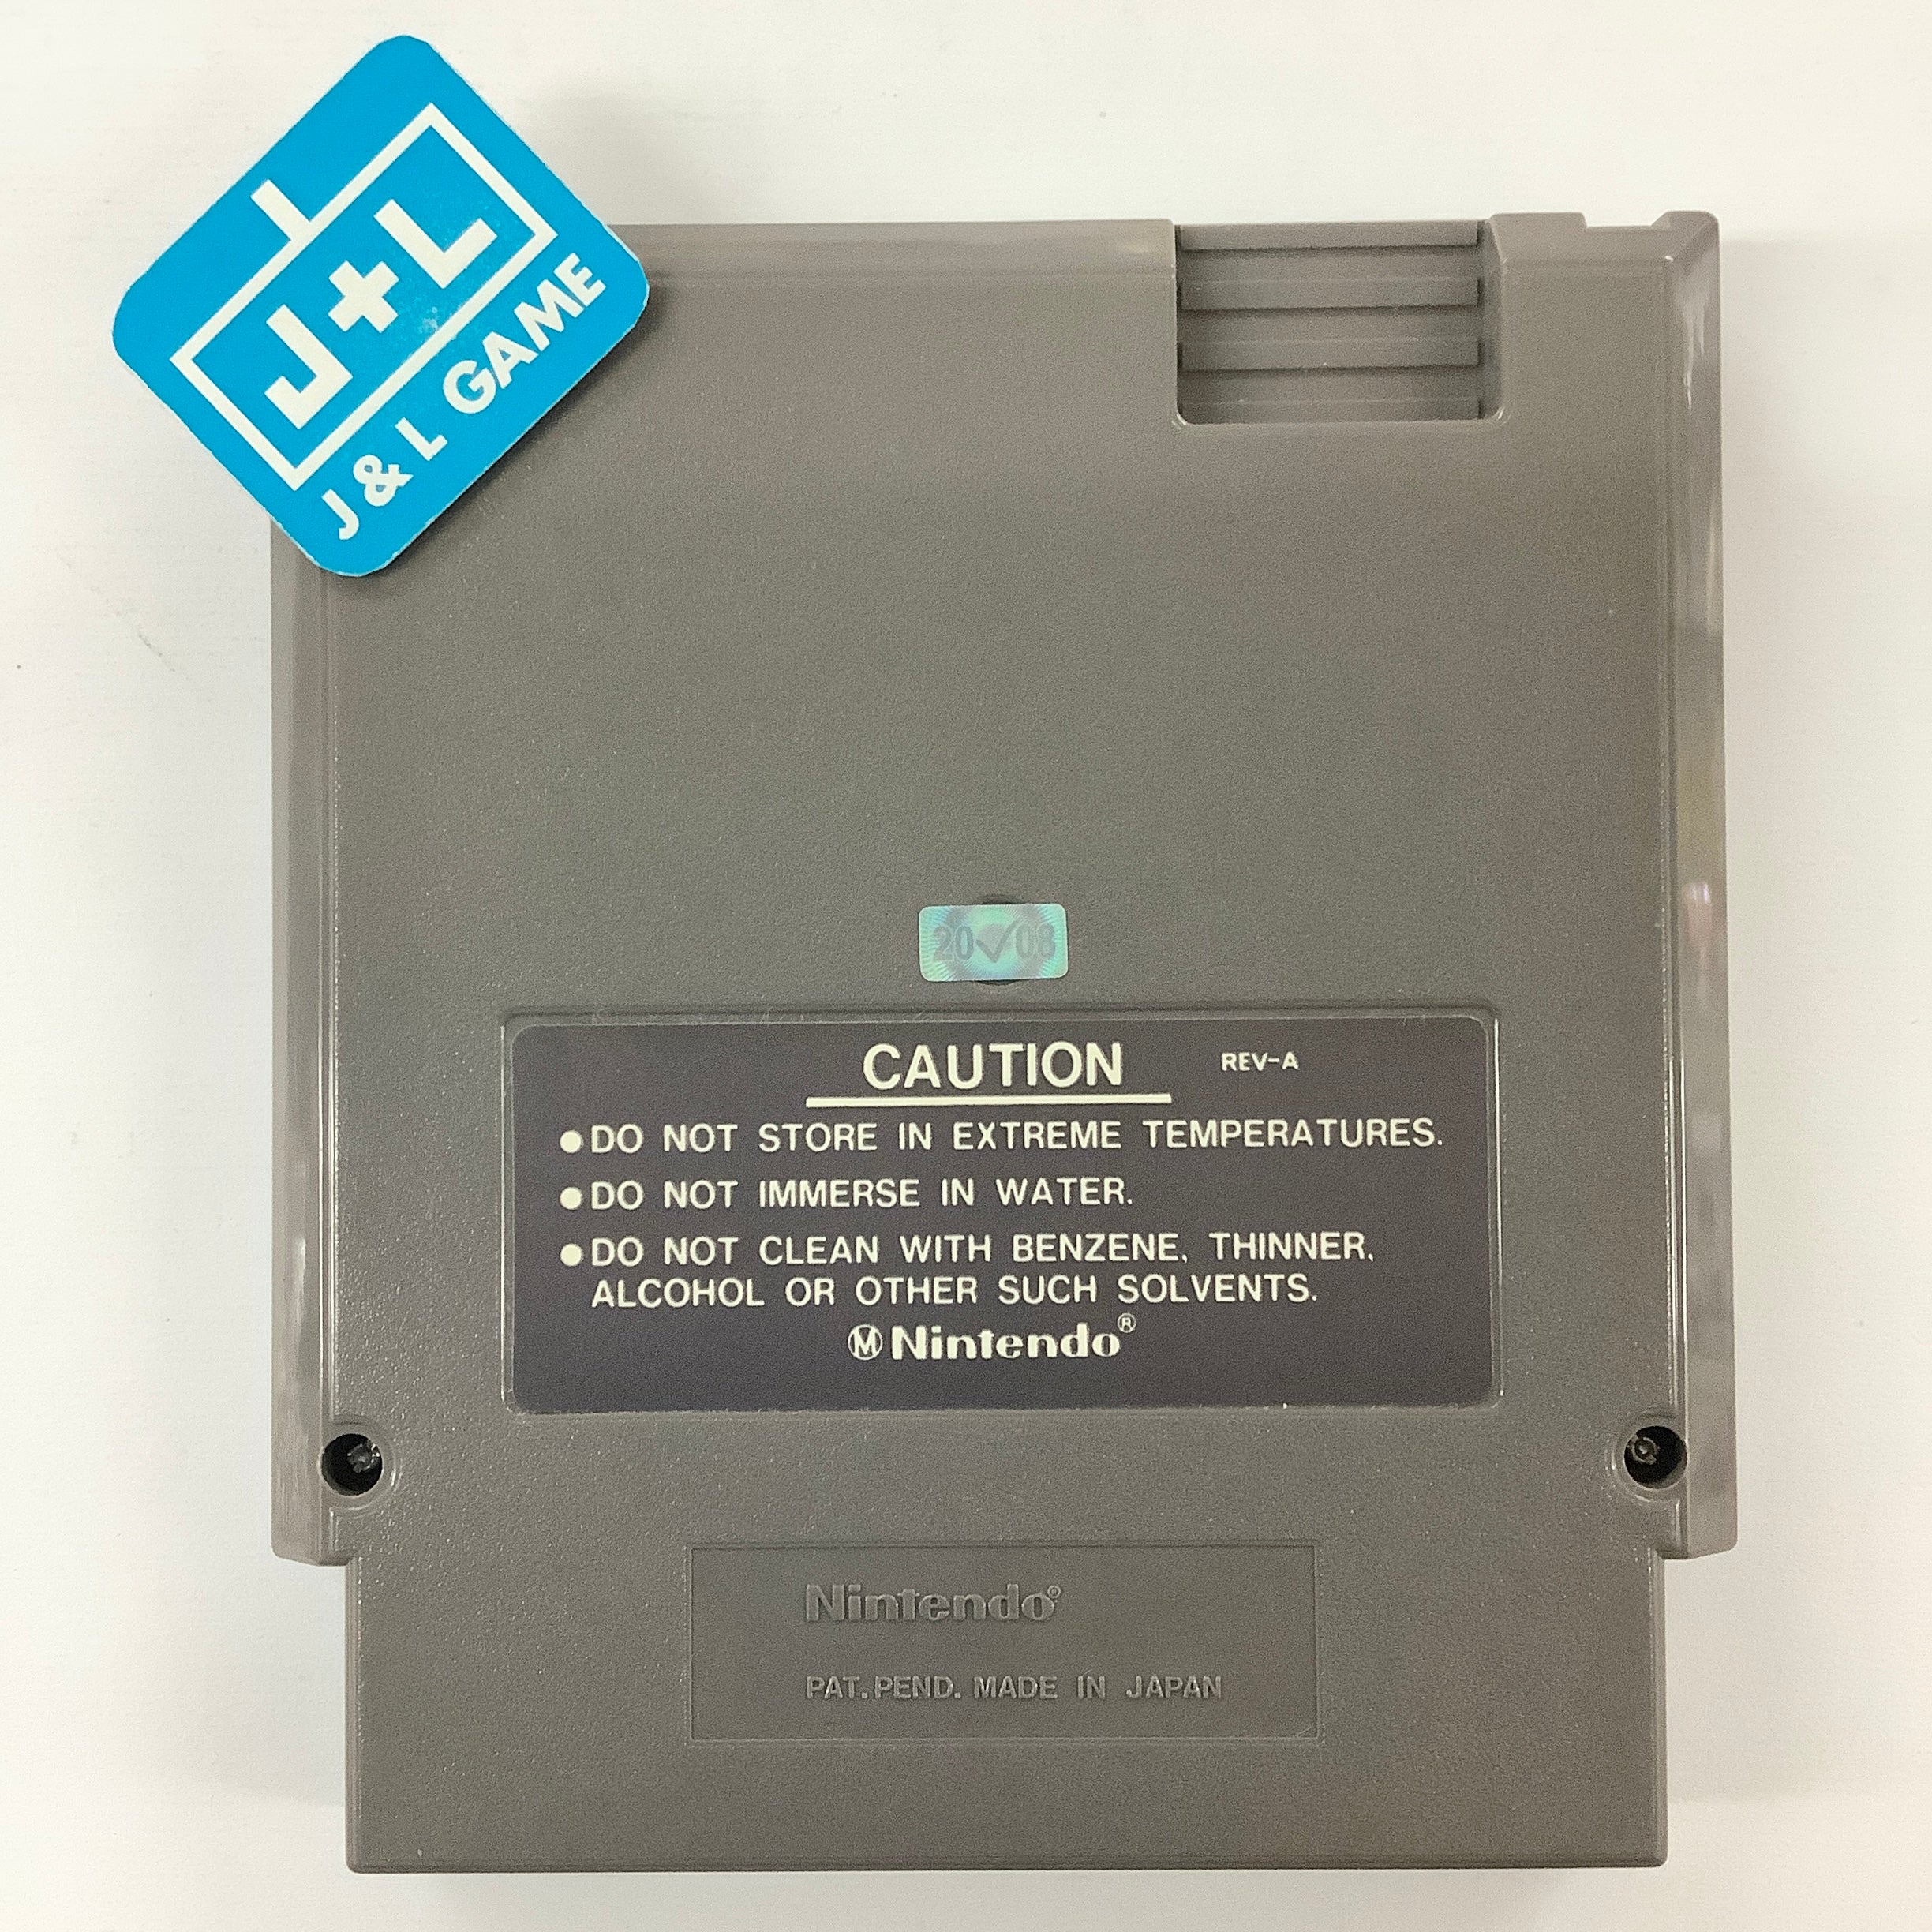 J+L
J & L GAME
20✓08
CAUTION REV-A
●DO NOT STORE IN EXTREME TEMPERATURES.
●DO NOT IMMERSE IN WATER.
●DO NOT CLEAN WITH BENZENE, THINNER,
ALCOHOL OR OTHER SUCH SOLVENTS.
Ⓜ Nintendo®
Nintendo®
PAT.PEND. MADE IN JAPAN